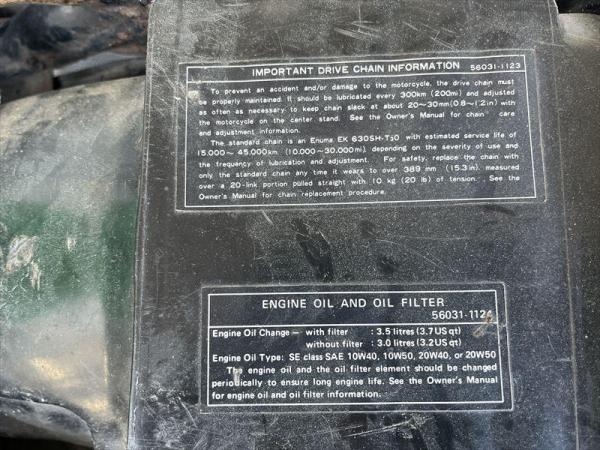 IMPORTANT DRIVE CHAIN INFORMATION 56031-1123
To prevent an accident and/or damage to the motorcycle, the drive chain must
be properly maintained. It should be lubricated every 300km (200mi) and adjusted
as often as necessary to keep chain slack at about 20~30mm (0.8~1.2in) with
the motorcycle on the center stand. See the Owner's Manual for chain care
and adjustment information.
The standard chain is an Enuma EK 630SH-T50 with estimated service life of
15,000~ 45,000km (10,000~30,000mi), depending on the severity of use and
the frequency of lubrication and adjustment. For safety, replace the chain with
only the standard chain any time it wears to over 389 mm (15.3in), measured
over a 20-link portion pulled straight with 10 kg (20 lb) of tension. See the
Owner's Manual for chain replacement procedure.
ENGINE OIL AND OIL FILTER
56031-1124
Engine Oil Change — with filter : 3.5 litres (3.7US qt)
without filter : 3.0 litres (3.2US qt)
Engine Oil Type: SE class SAE 10W40, 10W50, 20W40, or 20W50
The engine oil and the oil filter element should be changed
periodically to ensure long engine life. See the Owner's Manual
for engine oil and oil filter information.